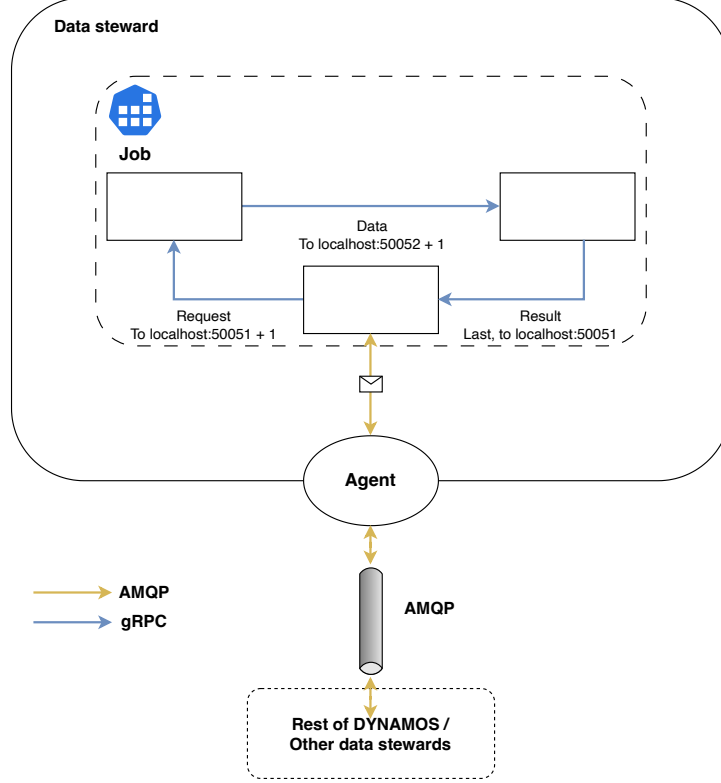 Data steward
Job
Data
To localhost:50052 + 1
Request
To localhost:50051 + 1
Result
Last, to localhost:50051
Agent
AMQP
gRPC
AMQP
Rest of DYNAMOS /
Other data stewards